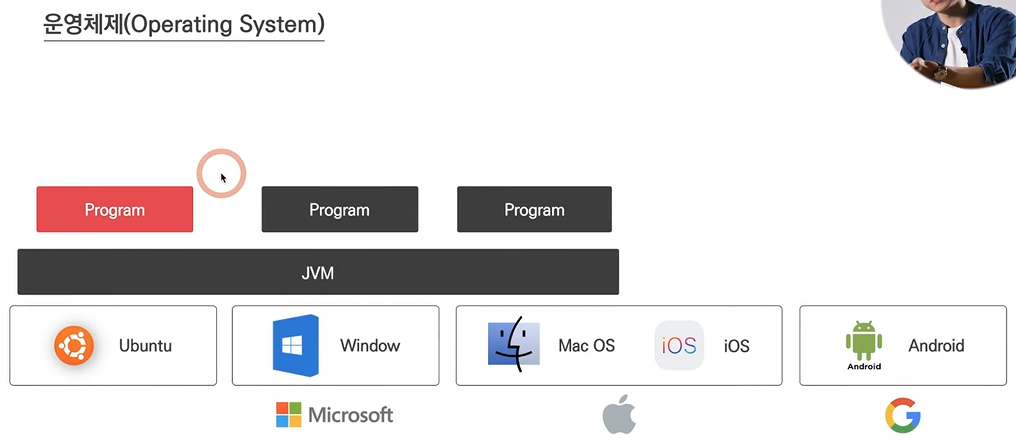 운영체제(Operating System)
Program
Program
Program
JVM
Ubuntu
Window
Mac OS
iOS
iOS
Android
Android
Microsoft